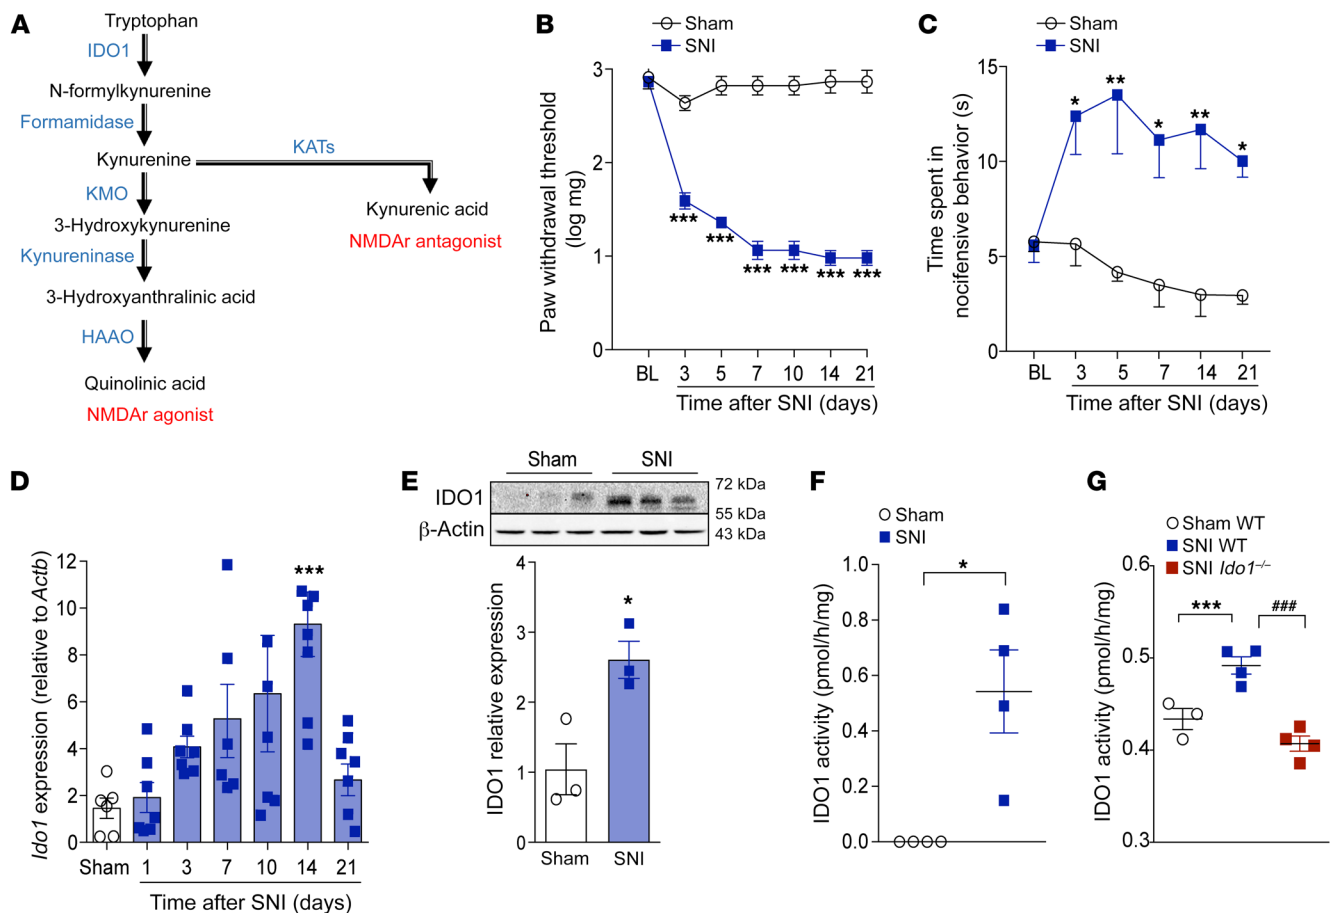 A
Tryptophan
IDO1
N-formylkynurenine
Formamidase
Kynurenine
KATs
KMO
Kynurenic acid
NMDAr antagonist
3-Hydroxykynurenine
Kynureninase
3-Hydroxyanthralinic acid
HAAO
Quinolinic acid
NMDAr agonist
B
Sham
SNI
Paw withdrawal threshold
(log mg)
3
2
1
0
***
***
***
***
***
***
BL 3 5 7 10 14 21
Time after SNI (days)
C
Sham
SNI
Time spent in
nocifensive behavior (s)
15
10
5
0
*
**
*
**
*
BL 3 5 7 14 21
Time after SNI (days)
D
Ido1 expression (relative to Actb)
12
10
8
6
4
2
0
***
Sham 1 3 7 10 14 21
Time after SNI (days)
E
Sham SNI
IDO1
β-Actin
72 kDa
55 kDa
43 kDa
IDO1 relative expression
4
3
2
1
0
*
Sham SNI
F
Sham
SNI
IDO1 activity (pmol/h/mg)
1.0
0.8
0.6
0.4
0.2
0.0
*
G
Sham WT
SNI WT
SNI Ido1–/–
IDO1 activity (pmol/h/mg)
0.6
0.5
0.4
0.3
***
###